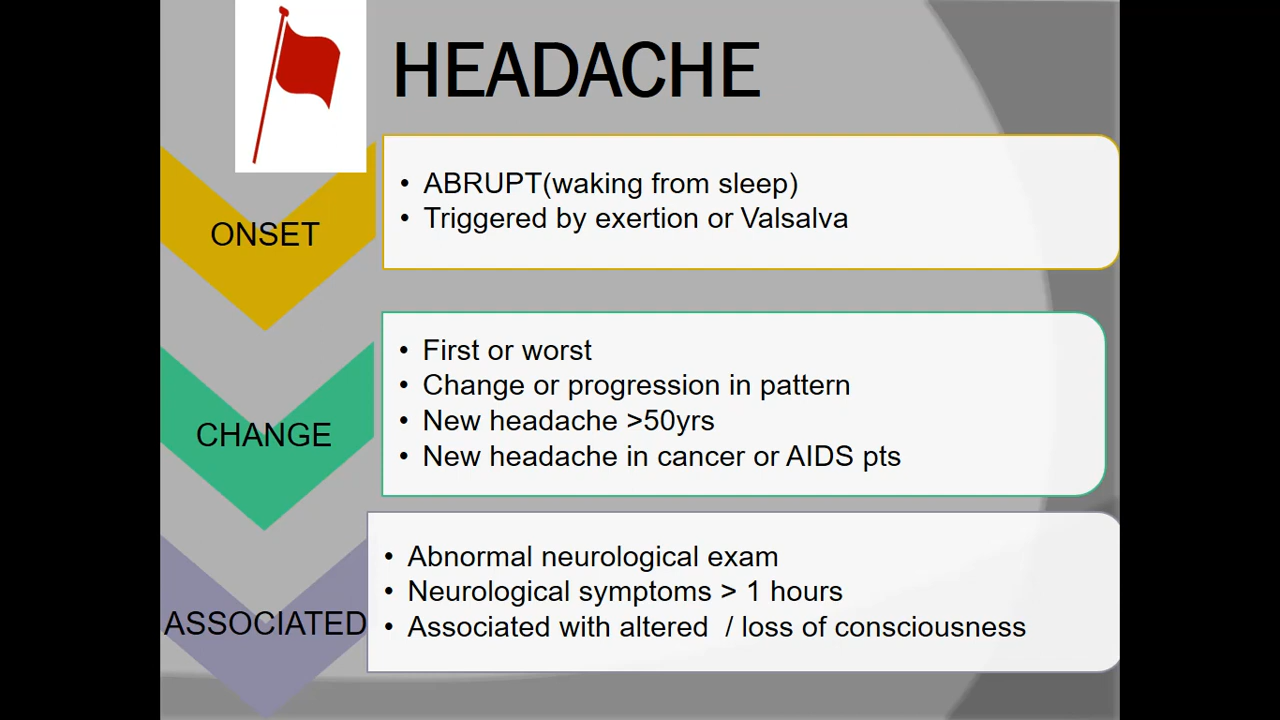 HEADACHE
ONSET
• ABRUPT(waking from sleep)
• Triggered by exertion or Valsalva
CHANGE
• First or worst
• Change or progression in pattern
• New headache >50yrs
• New headache in cancer or AIDS pts
ASSOCIATED
• Abnormal neurological exam
• Neurological symptoms > 1 hours
• Associated with altered / loss of consciousness